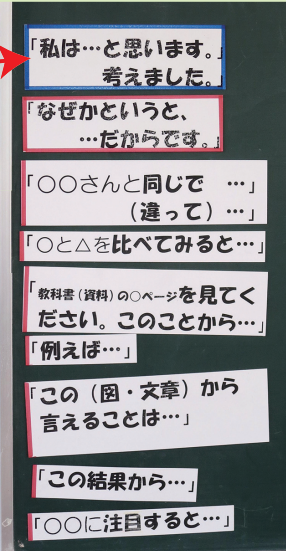 「私は…と思います。
考えました。」
「なぜかというと、
…だからです。」
「○○さんと同じで …」
（違って）…」
「○と△を比べてみると…」
「教科書（資料）の○ページを見てく
ださい。このことから…」
「例えば…」
「この（図・文章）から
言えることは…」
「この結果から…」
「○○に注目すると…」